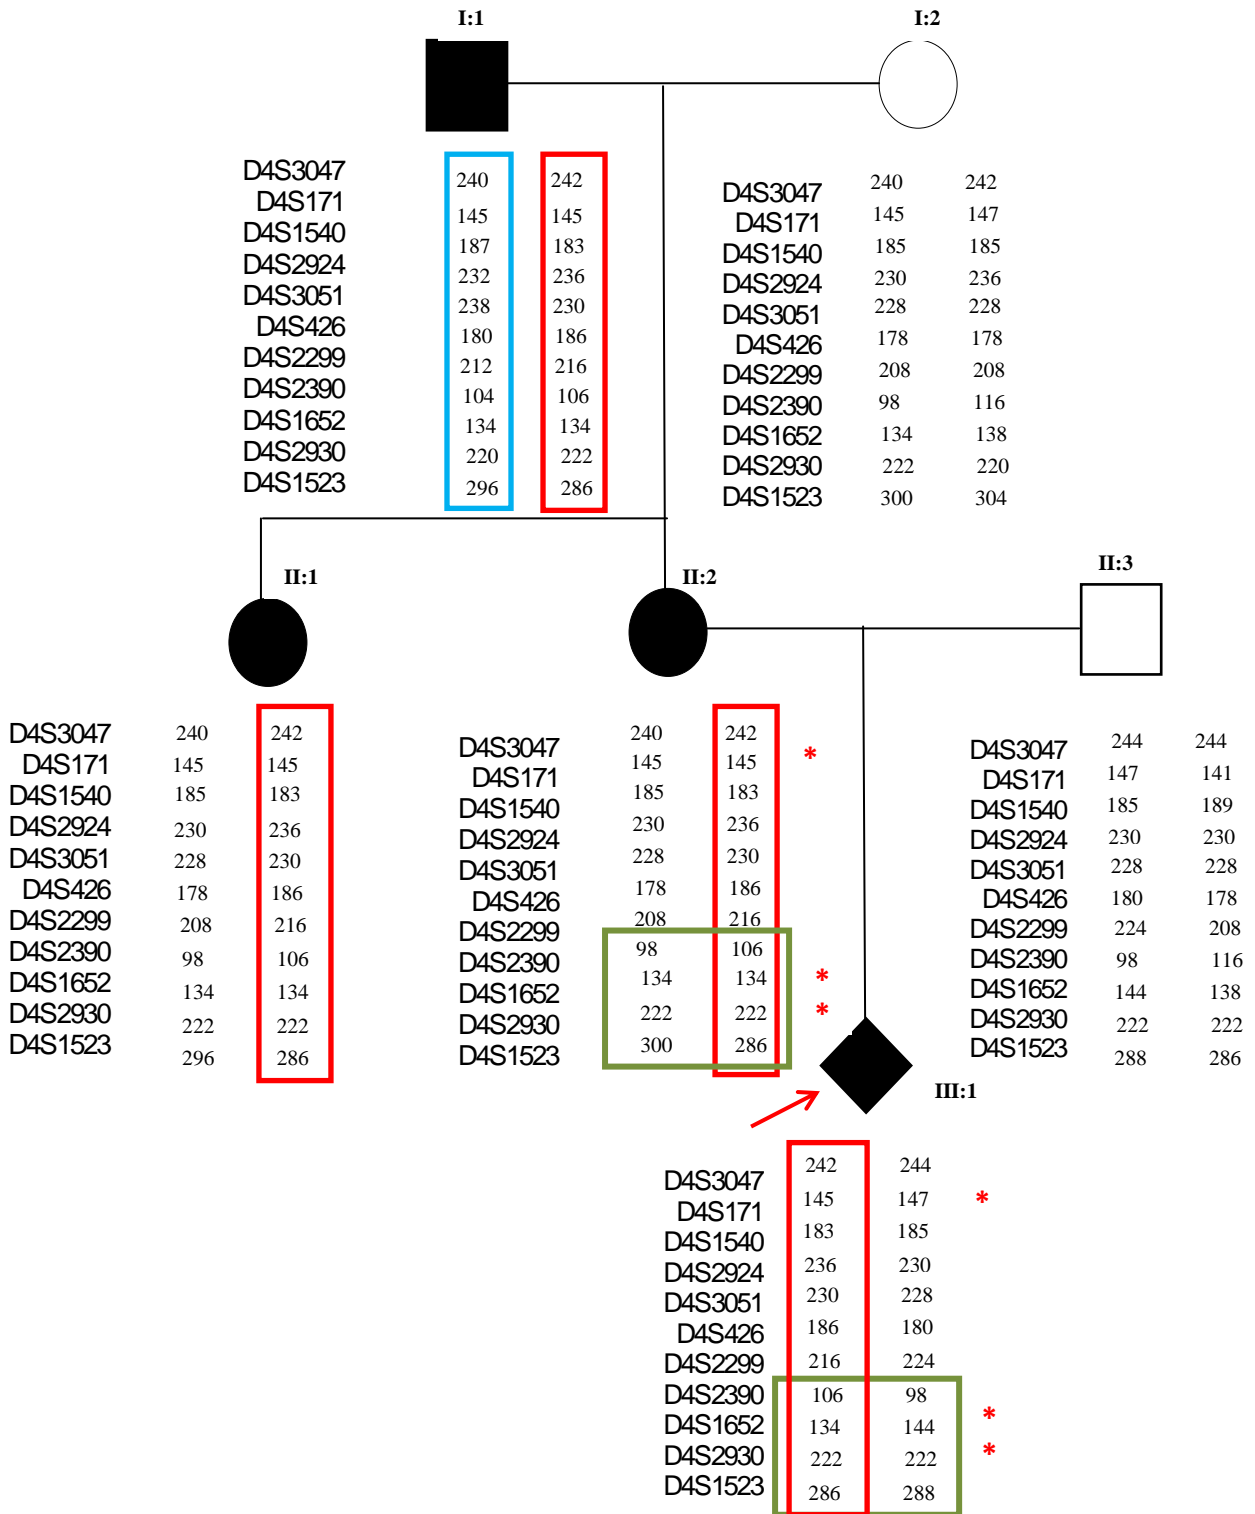 I:1 I:2
D4S3047 240 242
D4S171 145 145
D4S1540 187 183
D4S2924 232 236
D4S3051 238 230
D4S426 180 186
D4S2299 212 216
D4S2390 104 106
D4S1652 134 134
D4S2930 220 222
D4S1523 296 286
D4S3047 240 242
D4S171 145 147
D4S1540 185 185
D4S2924 230 236
D4S3051 228 228
D4S426 178 178
D4S2299 208 208
D4S2390 98 116
D4S1652 134 138
D4S2930 222 220
D4S1523 300 304
II:1 II:2 II:3
D4S3047 240 242
D4S171 145 145
D4S1540 185 183
D4S2924 230 236
D4S3051 228 230
D4S426 178 186
D4S2299 208 216
D4S2390 98 106
D4S1652 134 134
D4S2930 222 222
D4S1523 296 286
D4S3047 240 242
D4S171 145 145 *
D4S1540 185 183
D4S2924 230 236
D4S3051 228 230
D4S426 178 186
D4S2299 208 216
D4S2390 98 106
D4S1652 134 134 *
D4S2930 222 222 *
D4S1523 300 286
D4S3047 244 244
D4S171 147 141
D4S1540 185 189
D4S2924 230 230
D4S3051 228 228
D4S426 180 178
D4S2299 224 208
D4S2390 98 116
D4S1652 144 138
D4S2930 222 222
D4S1523 288 286
III:1
D4S3047 242 244
D4S171 145 147 *
D4S1540 183 185
D4S2924 236 230
D4S3051 230 228
D4S426 186 180
D4S2299 216 224
D4S2390 106 98
D4S1652 134 144 *
D4S2930 222 222 *
D4S1523 286 288